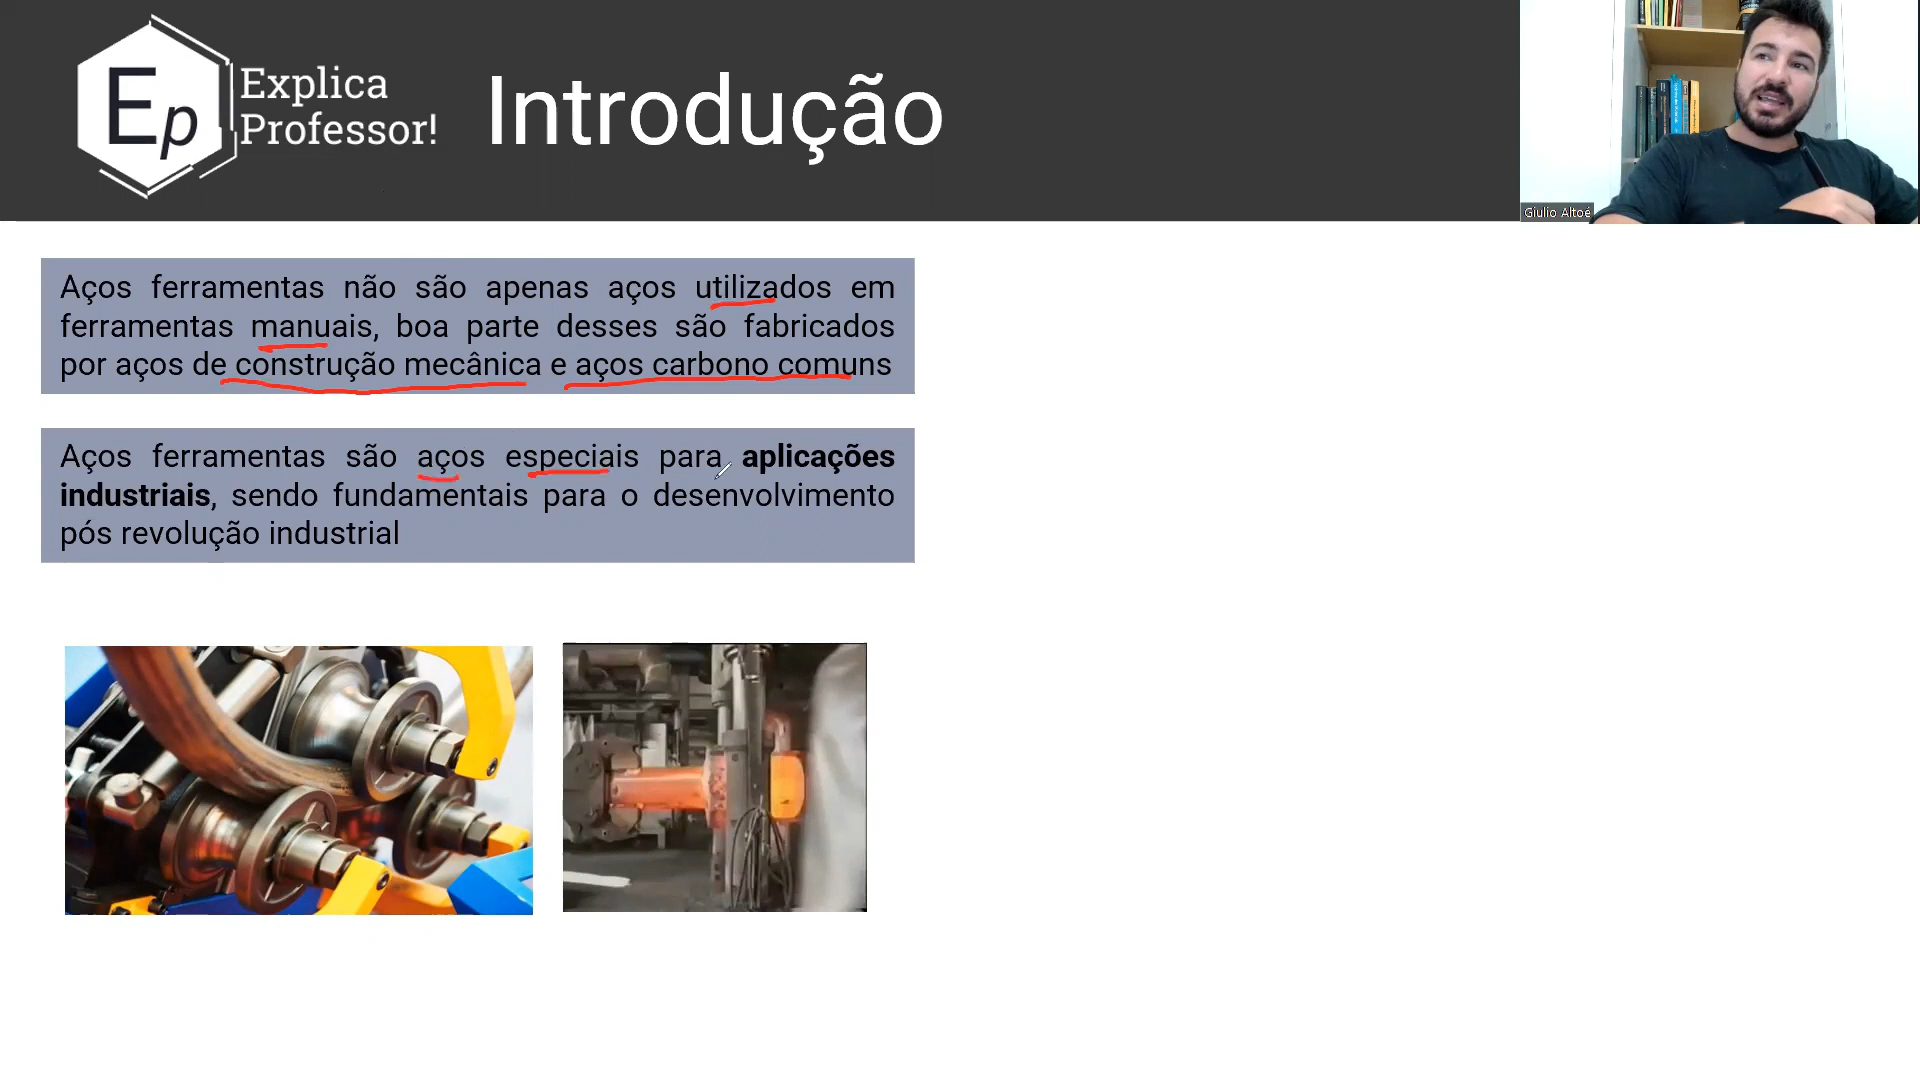 Ep
Explica
Professor!
Introdução
Giulio Altoé
Aços ferramentas não são apenas aços utilizados em
ferramentas manuais, boa parte desses são fabricados
por aços de construção mecânica e aços carbono comuns
Aços ferramentas são aços especiais para aplicações
industriais, sendo fundamentais para o desenvolvimento
pós revolução industrial